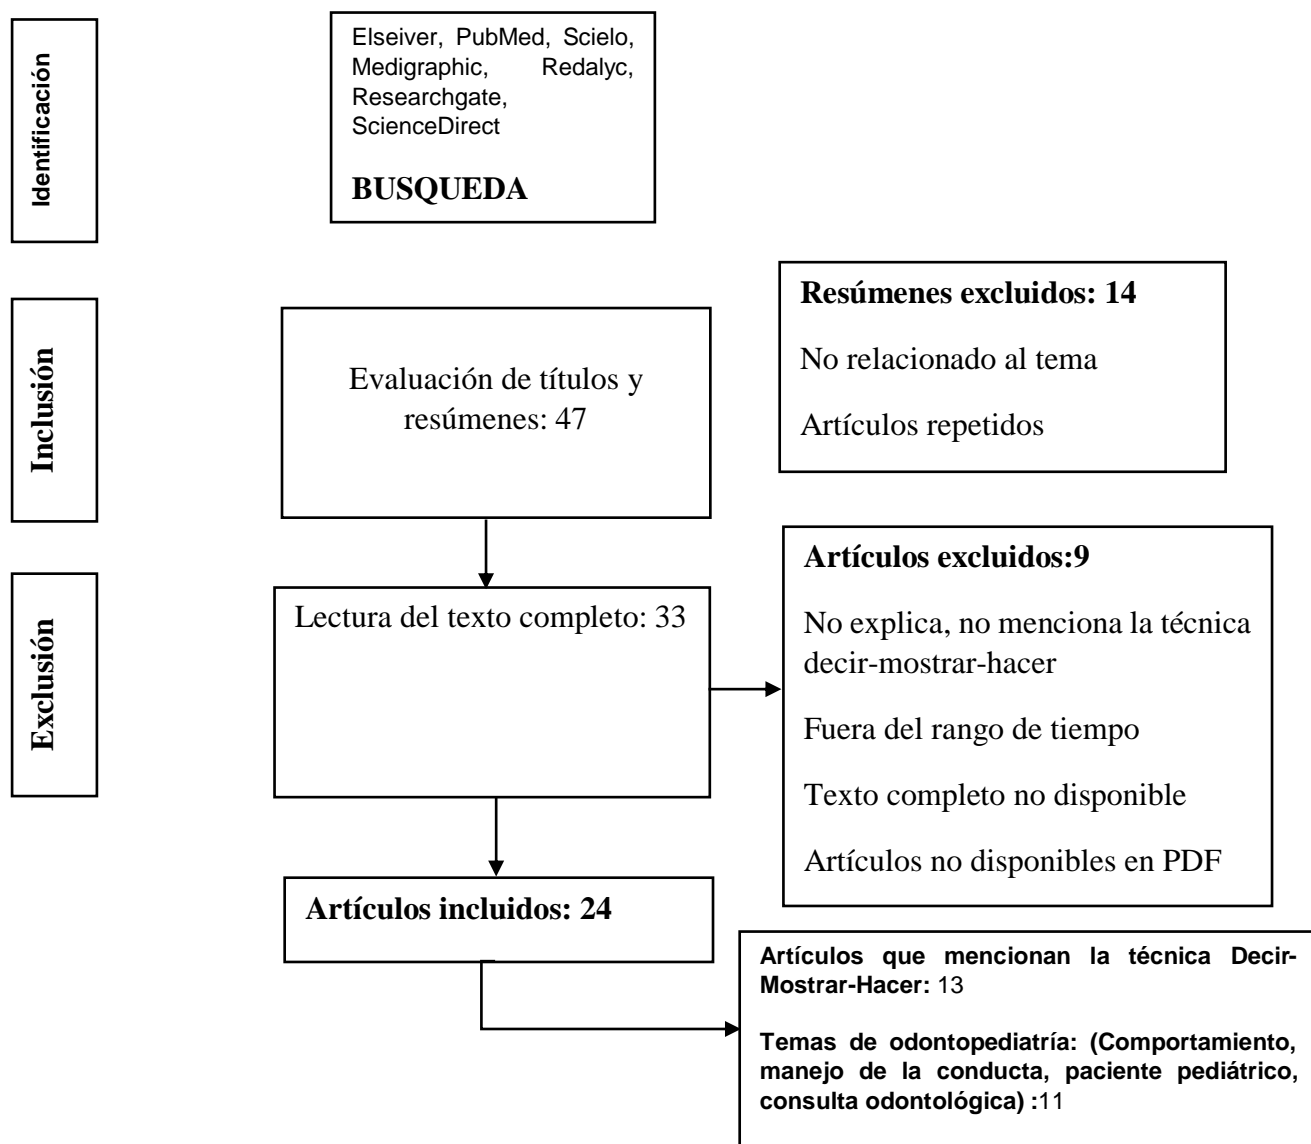 Identificación
Elseiver, PubMed, Scielo,
Medigraphic, Redalyc,
Researchgate,
ScienceDirect
BUSQUEDA
Inclusión
Evaluación de títulos y
resúmenes: 47
Resúmenes excluidos: 14
No relacionado al tema
Artículos repetidos
Exclusión
Lectura del texto completo: 33
Artículos excluidos:9
No explica, no menciona la técnica
decir-mostrar-hacer
Fuera del rango de tiempo
Texto completo no disponible
Artículos no disponibles en PDF
Artículos incluidos: 24
Artículos que mencionan la técnica Decir-
Mostrar-Hacer: 13
Temas de odontopediatría: (Comportamiento,
manejo de la conducta, paciente pediátrico,
consulta odontológica) :11